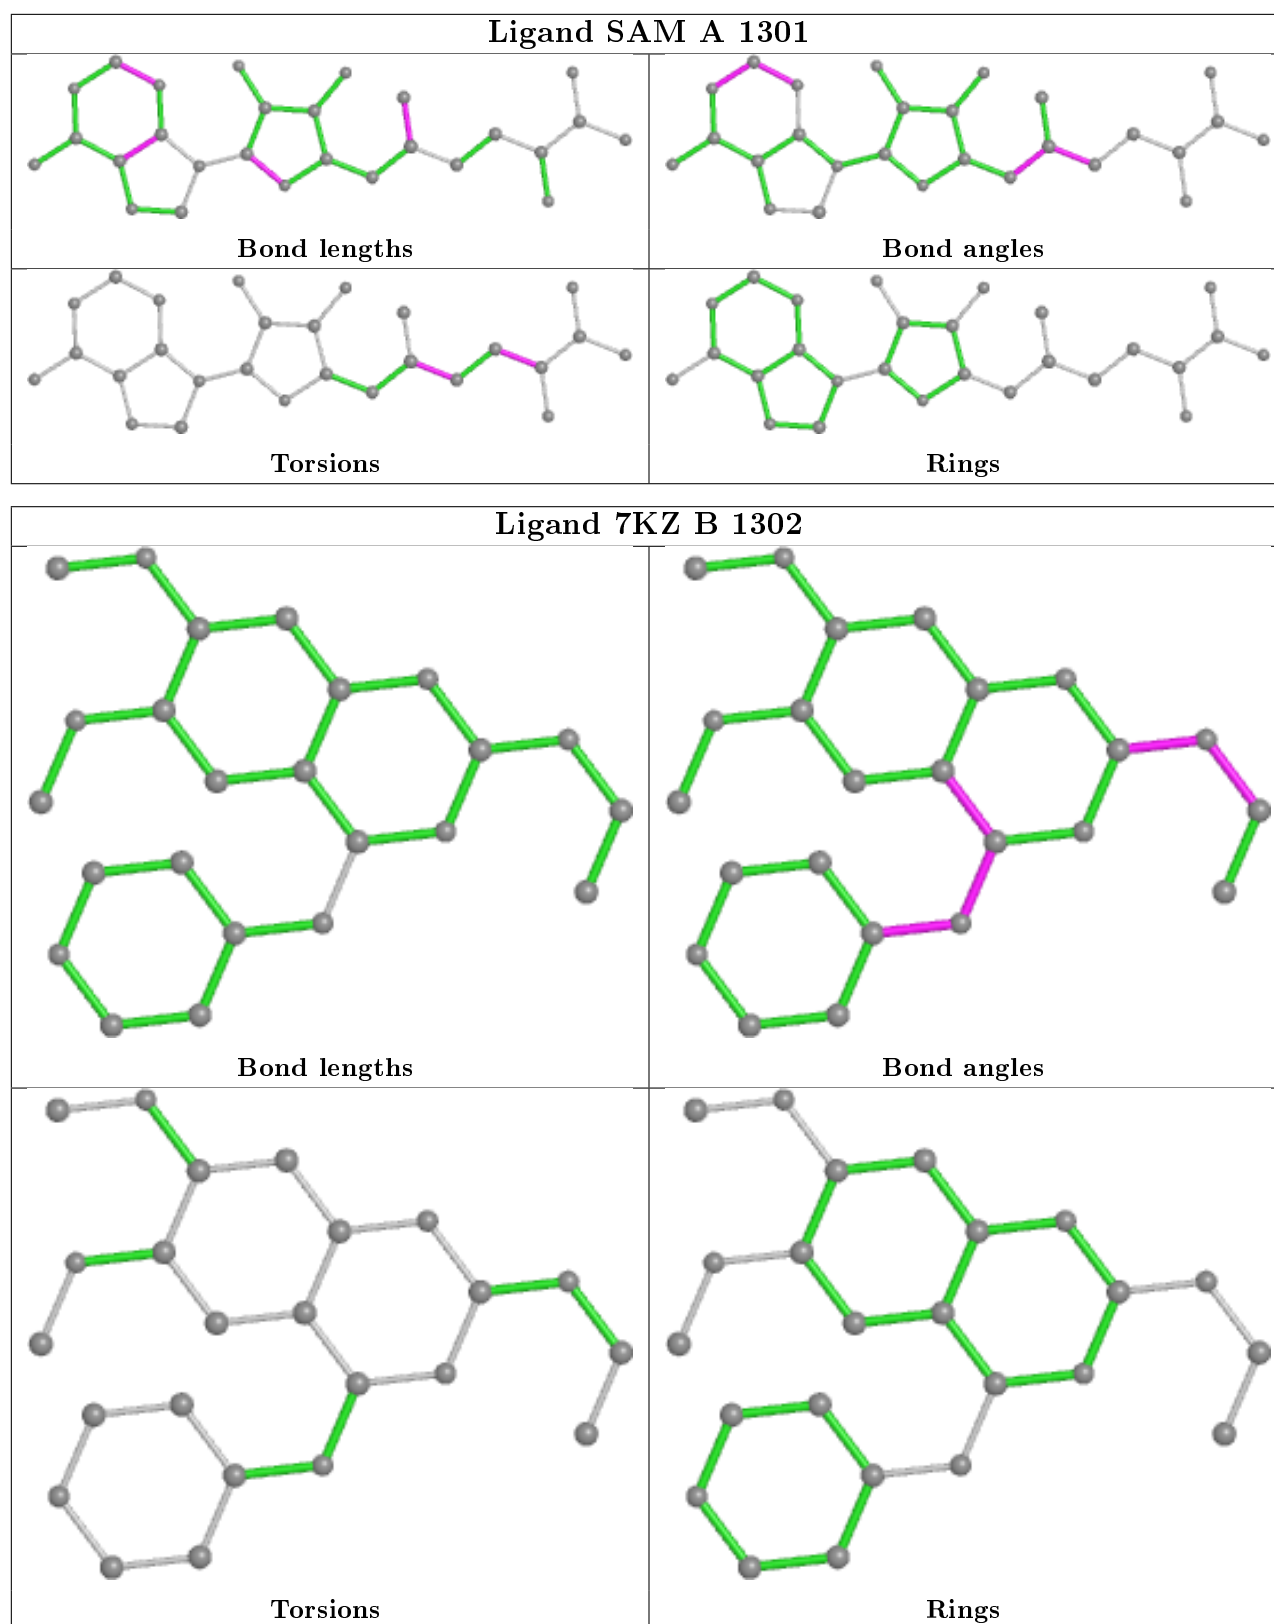 Ligand SAM A 1301
Bond lengths
Bond angles
Torsions
Rings
Ligand 7KZ B 1302
Bond lengths
Bond angles
Torsions
Rings